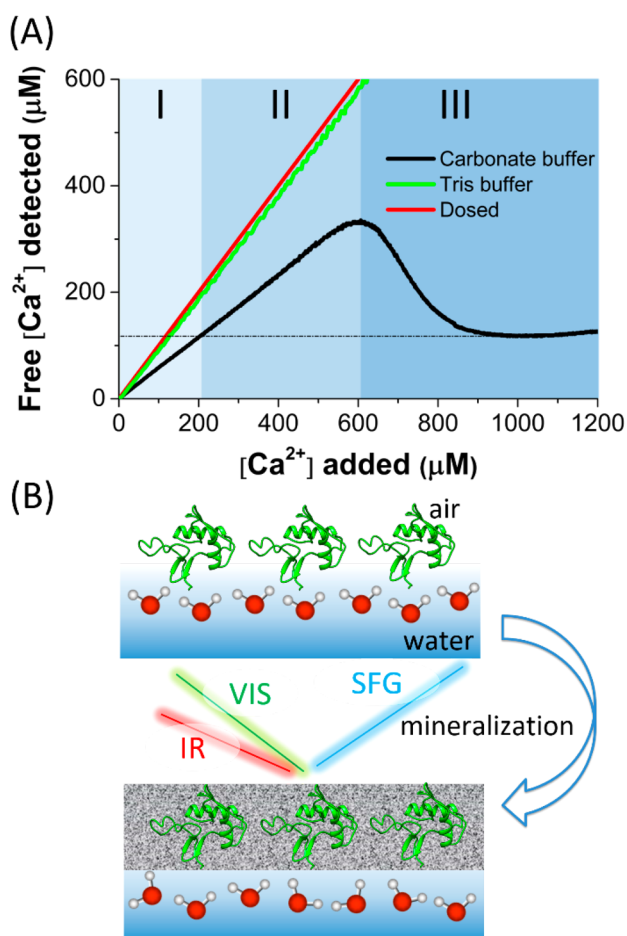 (A)
I II III
600
400
200
0
Free [Ca²⁺] detected (μM)
Carbonate buffer
Tris buffer
Dosed
0 200 400 600 800 1000 1200
[Ca²⁺] added (μM)
(B)
air
water
VIS
SFG
IR
mineralization